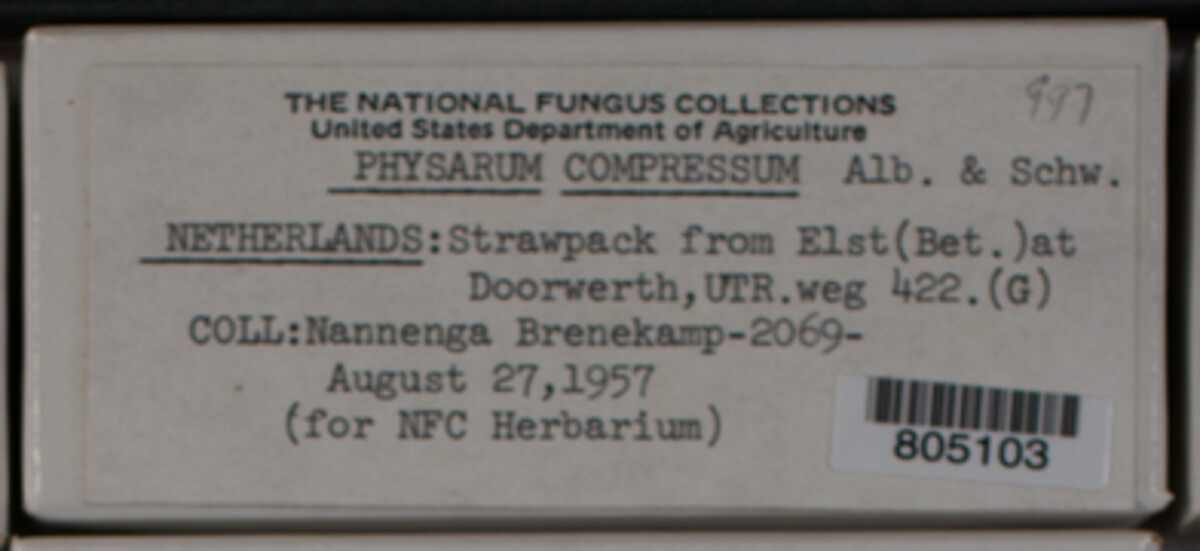 997
THE NATIONAL FUNGUS COLLECTIONS
United States Department of Agriculture
PHYSARUM COMPRESSUM Alb. & Schw.
NETHERLANDS:Strawpack from Elst(Bet.)at
Doorwerth,UTR.weg 422.(G)
COLL:Nannenga Brenekamp-2069-
August 27,1957
(for NFC Herbarium)
805103